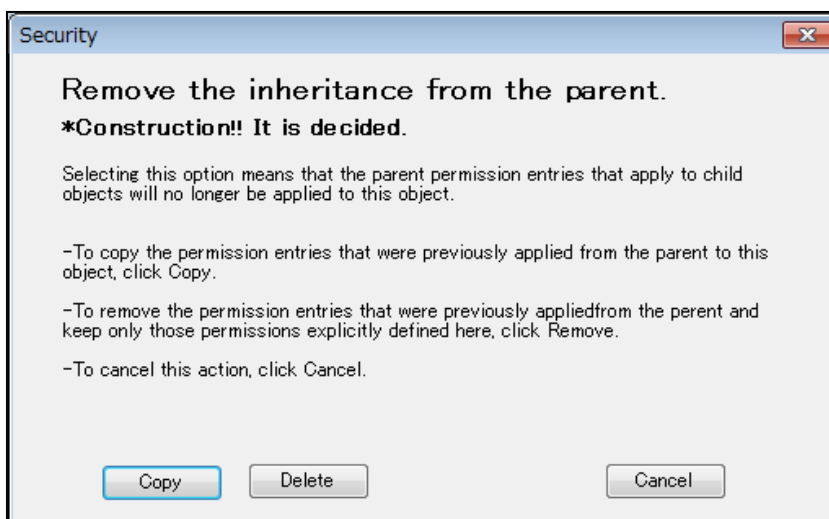 Security
Remove the inheritance from the parent.
*Construction!! It is decided.
Selecting this option means that the parent permission entries that apply to child
objects will no longer be applied to this object.
-To copy the permission entries that were previously applied from the parent to this
object, click Copy.
-To remove the permission entries that were previously appliedfrom the perent and
keep only those permissions explicitly defined here, click Remove.
-To cancel this action, click Cancel.
Copy Delete Cancel